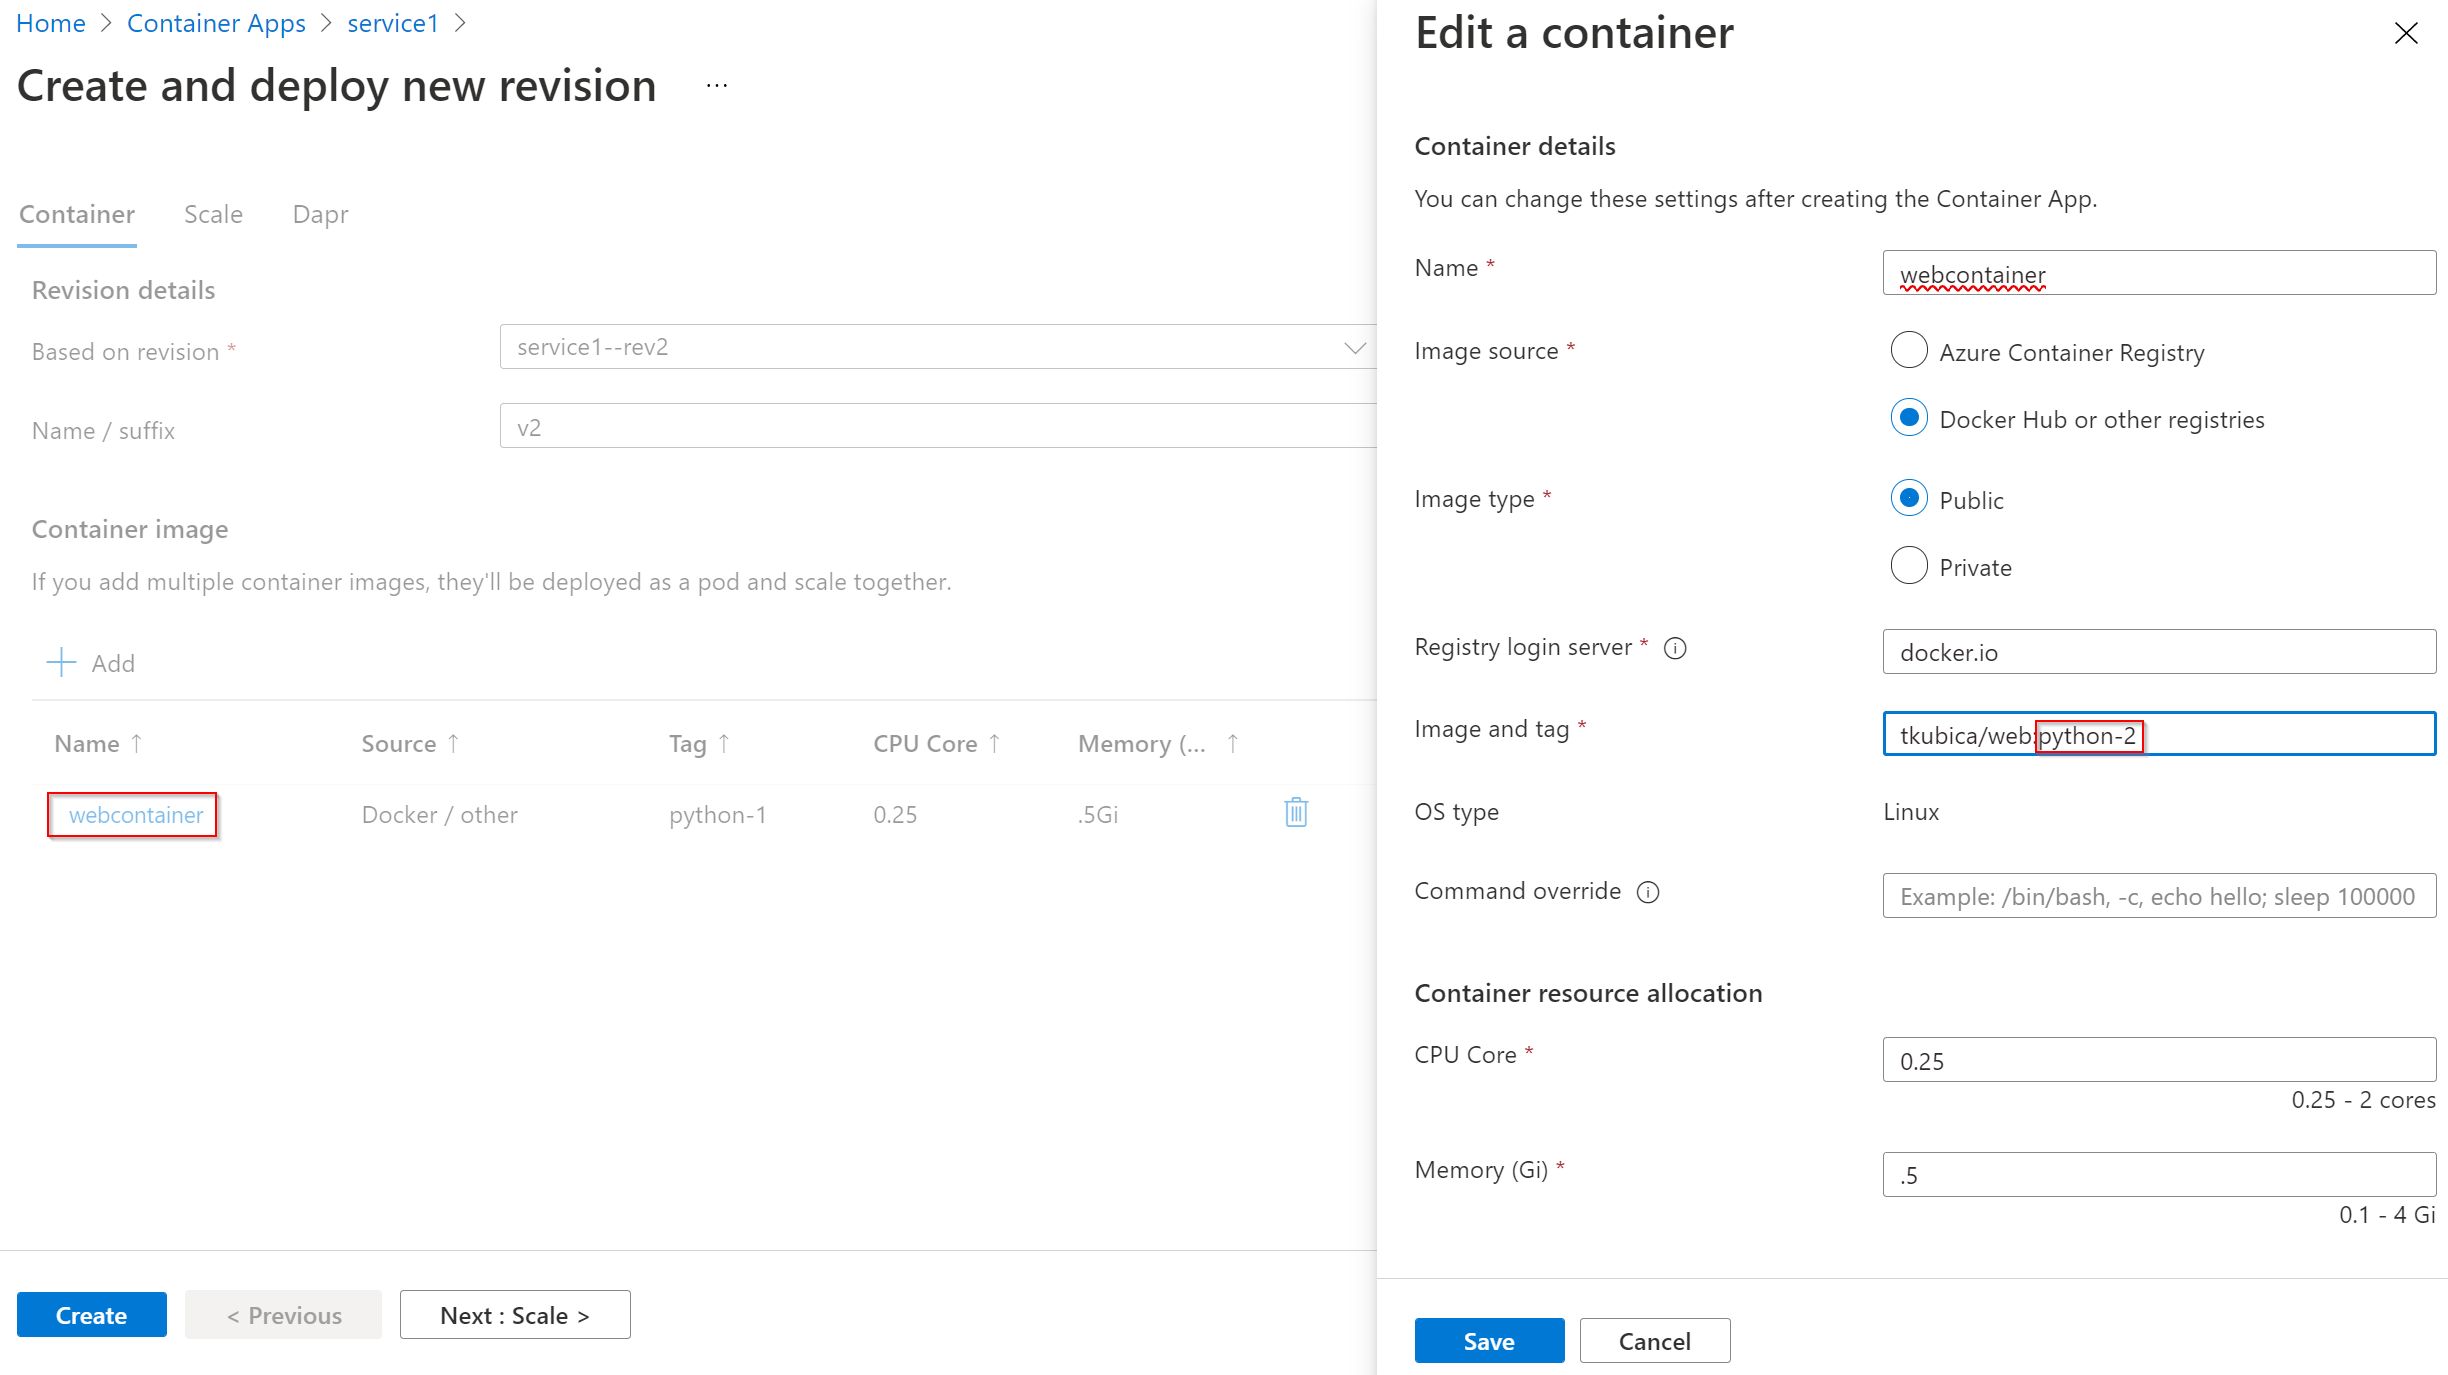 Home > Container Apps > service1 >
Create and deploy new revision ...
Container Scale Dapr
Revision details
Based on revision *
service1--rev2
Name / suffix
v2
Container image
If you add multiple container images, they'll be deployed as a pod and scale together.
+ Add
Name ↑ Source ↑ Tag ↑ CPU Core ↑ Memory (... ↑
webcontainer Docker / other python-1 0.25 .5Gi
Create < Previous Next : Scale >
Edit a container
Container details
You can change these settings after creating the Container App.
Name *
webcontainer
Image source *
Azure Container Registry
Docker Hub or other registries
Image type *
Public
Private
Registry login server *
docker.io
Image and tag *
tkubica/web:python-2
OS type
Linux
Command override
Example: /bin/bash, -c, echo hello; sleep 100000
Container resource allocation
CPU Core *
0.25
0.25 - 2 cores
Memory (Gi) *
.5
0.1 - 4 Gi
Save Cancel